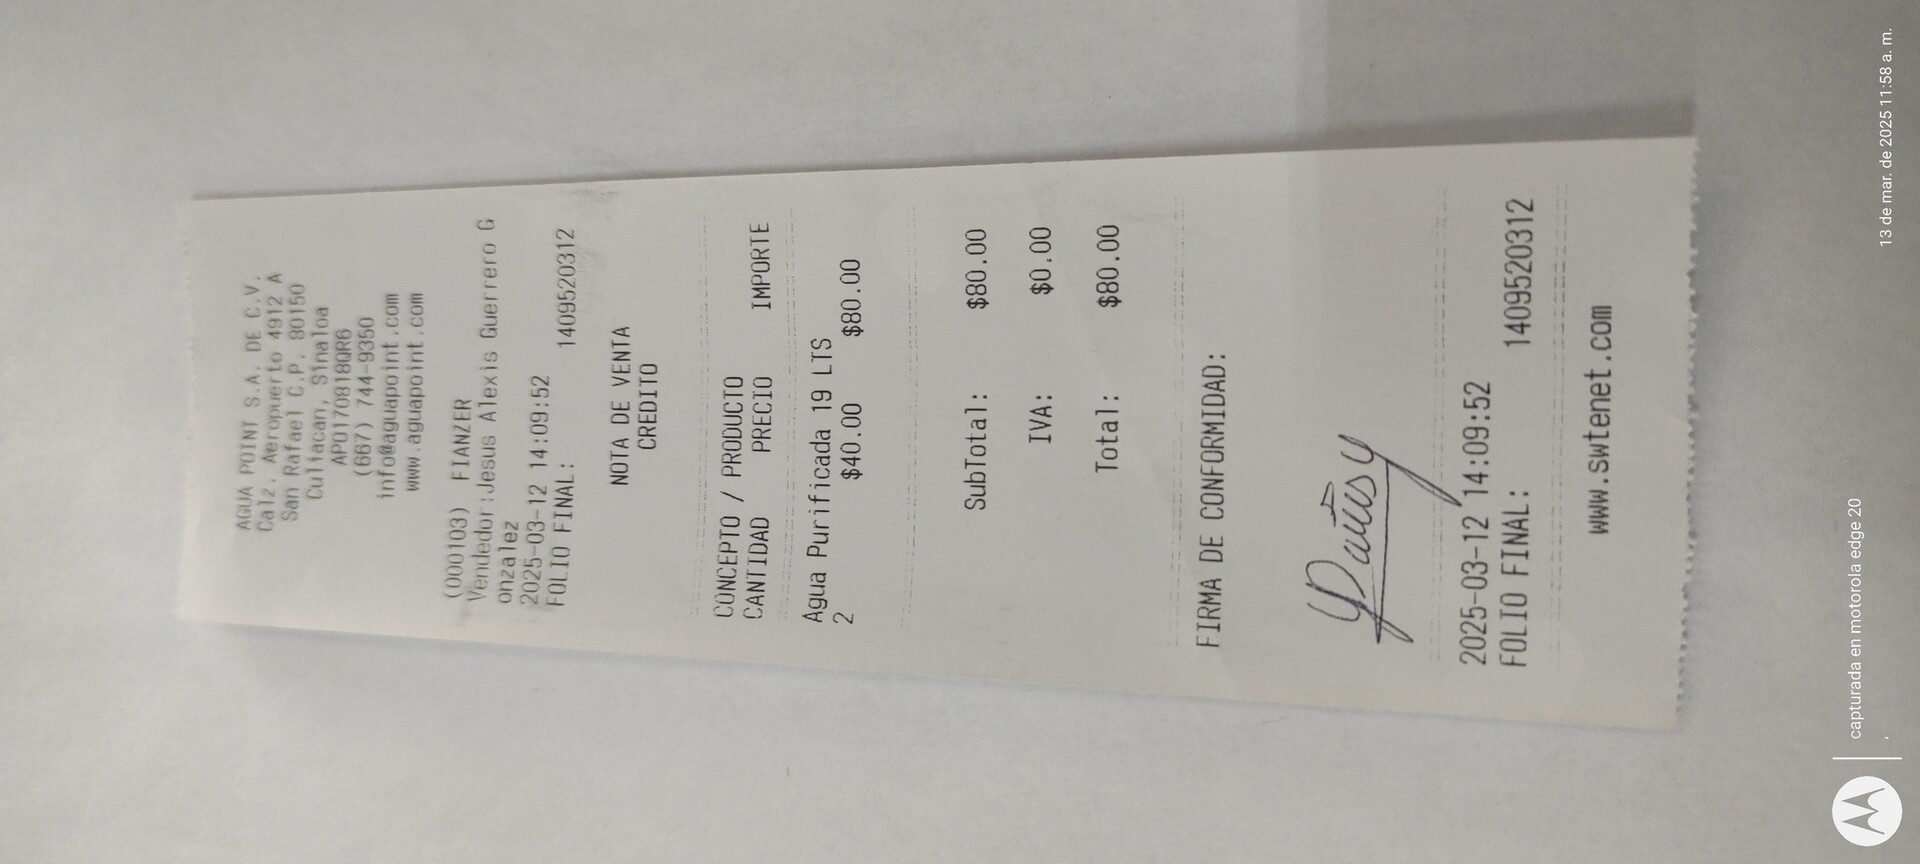 AGUA POINT S.A. DE C.V.
Calz. Aeropuerto 4912 A
San Rafael C.P. 80150
Culiacan, Sinaloa
APO170818QR6
(667) 744-9350
info@aguapoint.com
www.aguapoint.com
(000103) FIANZER
Vendedor:Jesus Alexis Guerrero G
onzalez
2025-03-12 14:09:52
FOLIO FINAL: 1409520312
NOTA DE VENTA
CREDITO
CONCEPTO / PRODUCTO
CANTIDAD PRECIO IMPORTE
Agua Purificada 19 LTS
2 $40.00 $80.00
SubTotal: $80.00
IVA: $0.00
Total: $80.00
FIRMA DE CONFORMIDAD:
2025-03-12 14:09:52
FOLIO FINAL: 1409520312
www.swtenet.com
capturada en motorola edge 20
13 de mar. de 2025 11:58 a. m.